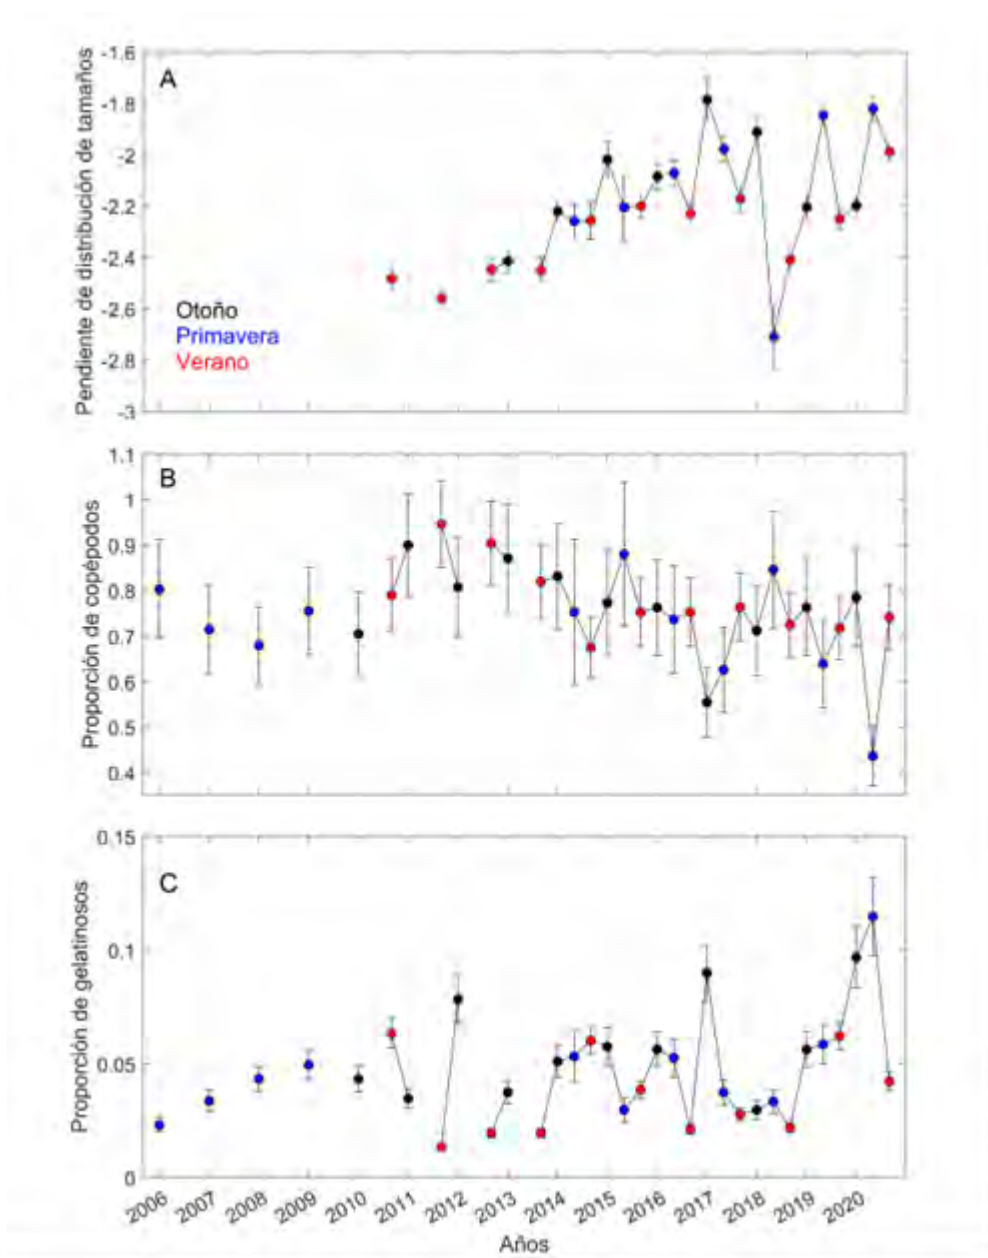 Pendiente de distribución de tamaños
-1.6
-1.8
-2
-2.2
-2.4
-2.6
-2.8
-3
A
Otoño
Primavera
Verano
Proporción de copépodos
1.1
1
0.9
0.8
0.7
0.6
0.5
0.4
B
Proporción de gelatinosos
0.15
0.1
0.05
0
C
2006 2007 2008 2009 2010 2011 2012 2013 2014 2015 2016 2017 2018 2019 2020
Años